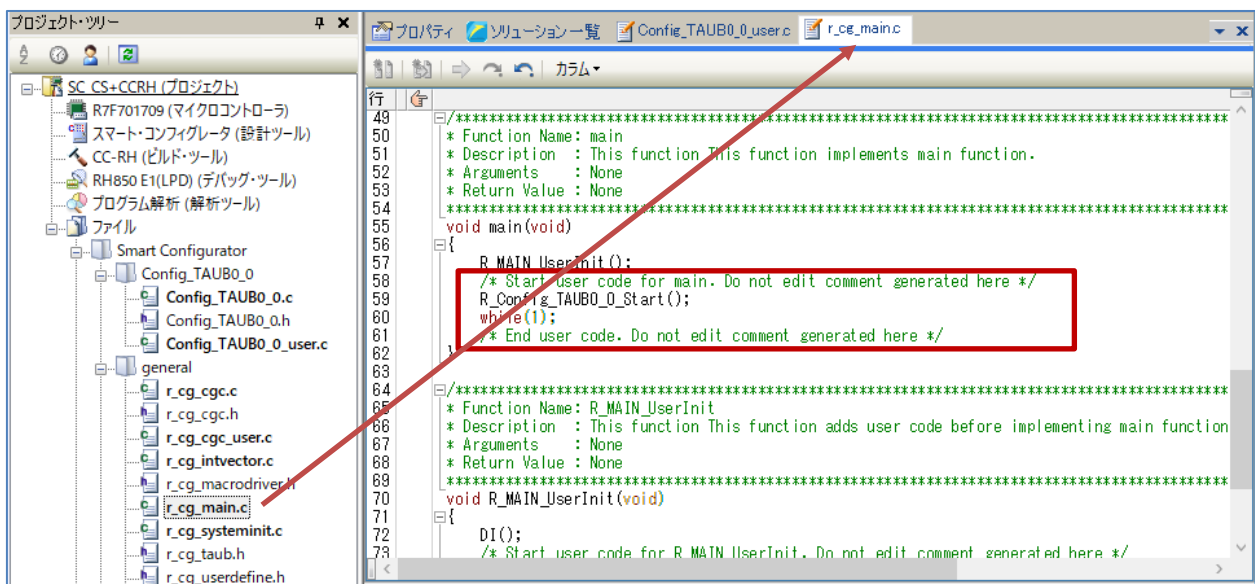 プロジェクト・ツリー
SC_CS+CCRH (プロジェクト)
R7F701709 (マイクロコントローラ)
スマート・コンフィグレータ (設計ツール)
CC-RH (ビルド・ツール)
RH850 E1(LPD) (デバッグ・ツール)
プログラム解析 (解析ツール)
ファイル
Smart Configurator
Config_TAUB0_0
Config_TAUB0_0.c
Config_TAUB0_0.h
Config_TAUB0_0_user.c
general
r_cg_cgc.c
r_cg_cgc.h
r_cg_cgc_user.c
r_cg_intvector.c
r_cg_macrodriver.h
r_cg_main.c
r_cg_systeminit.c
r_cg_taub.h
r_cg_userdefine.h
プロパティ ソリューション一覧 Config_TAUB0_0_user.c r_cg_main.c
カラム
行
49 /******************************************************************************
50 * Function Name: main
51 * Description : This function This function implements main function.
52 * Arguments : None
53 * Return Value : None
54 ******************************************************************************
55 void main(void)
56 {
57 R_MAIN_UserInit();
58 /* Start user code for main. Do not edit comment generated here */
59 R_Config_TAUB0_0_Start();
60 while(1);
61 /* End user code. Do not edit comment generated here */
62 }
63
64 /******************************************************************************
65 * Function Name: R_MAIN_UserInit
66 * Description : This function This function adds user code before implementing main function
67 * Arguments : None
68 * Return Value : None
69 ******************************************************************************
70 void R_MAIN_UserInit(void)
71 {
72 DI();
73 /* Start user code for R_MAIN_UserInit. Do not edit comment generated here */